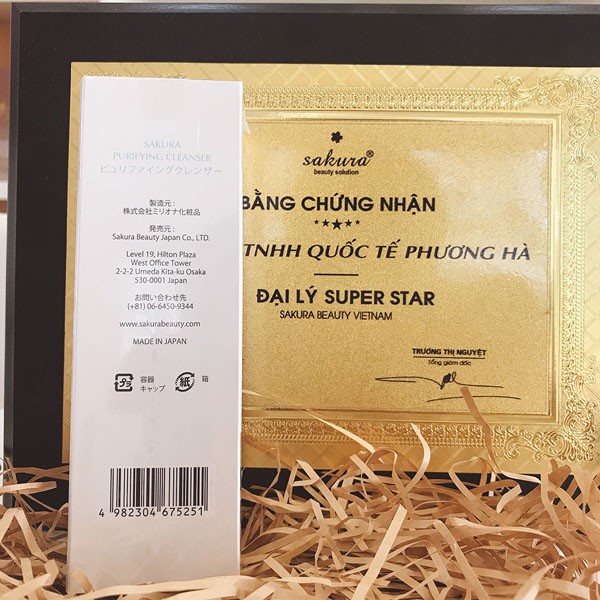 SAKURA
PURIFYING CLEANSER
ピュリファイングクレンザー
製造元:
株式会社ミリオナ化粧品
発売元:
Sakura Beauty Japan Co., LTD.
Level 19, Hilton Plaza
West Office Tower
2-2-2 Umeda Kita-ku Osaka
530-0001 Japan
お問い合わせ先
(+81) 06-6450-9344
www.sakurabeauty.com
MADE IN JAPAN
プラ
容器
キャップ
紙
箱
4 982304 675251
sakura®
beauty solution
BẰNG CHỨNG NHẬN
TNHH QUỐC TẾ PHƯƠNG HÀ
ĐẠI LÝ SUPER STAR
SAKURA BEAUTY VIETNAM
TRƯƠNG THỊ NGUYỆT
Tổng giám đốc